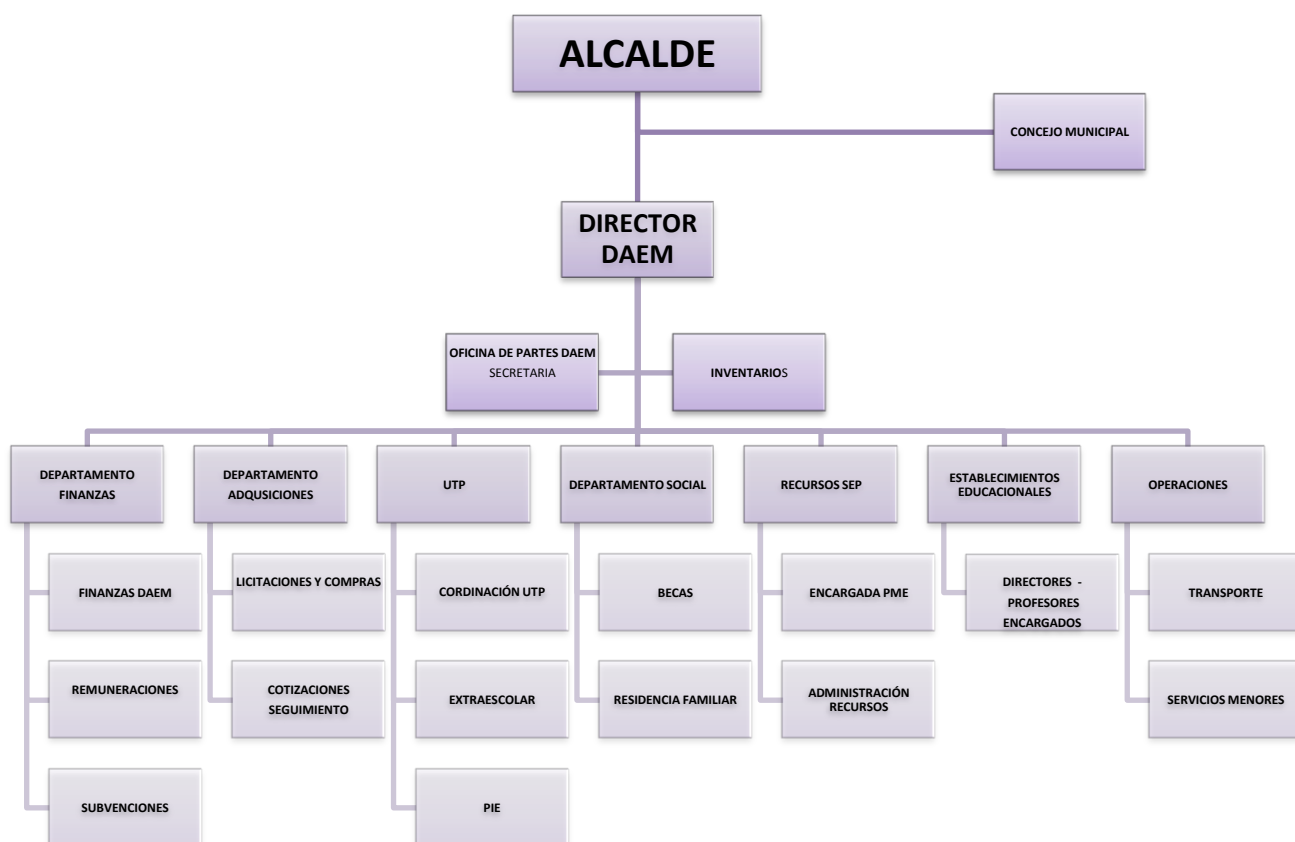 ALCALDE
CONCEJO MUNICIPAL
DIRECTOR
DAEM
OFICINA DE PARTES DAEM
SECRETARIA
INVENTARIOS
DEPARTAMENTO
FINANZAS
DEPARTAMENTO
ADQUSICIONES
UTP
DEPARTAMENTO SOCIAL
RECURSOS SEP
ESTABLECIMIENTOS
EDUCACIONALES
OPERACIONES
FINANZAS DAEM
LICITACIONES Y COMPRAS
CORDINACIÓN UTP
BECAS
ENCARGADA PME
DIRECTORES -
PROFESORES
ENCARGADOS
TRANSPORTE
REMUNERACIONES
COTIZACIONES
SEGUIMIENTO
EXTRAESCOLAR
RESIDENCIA FAMILIAR
ADMINISTRACIÓN
RECURSOS
SERVICIOS MENORES
SUBVENCIONES
PIE